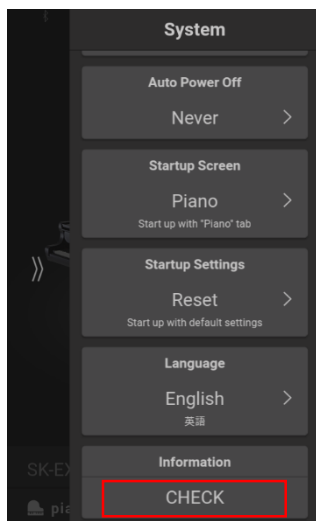 System
Auto Power Off
Never
Startup Screen
Piano
Start up with "Piano" tab
Startup Settings
Reset
Start up with default settings
Language
English
英語
Information
CHECK
SK-EX